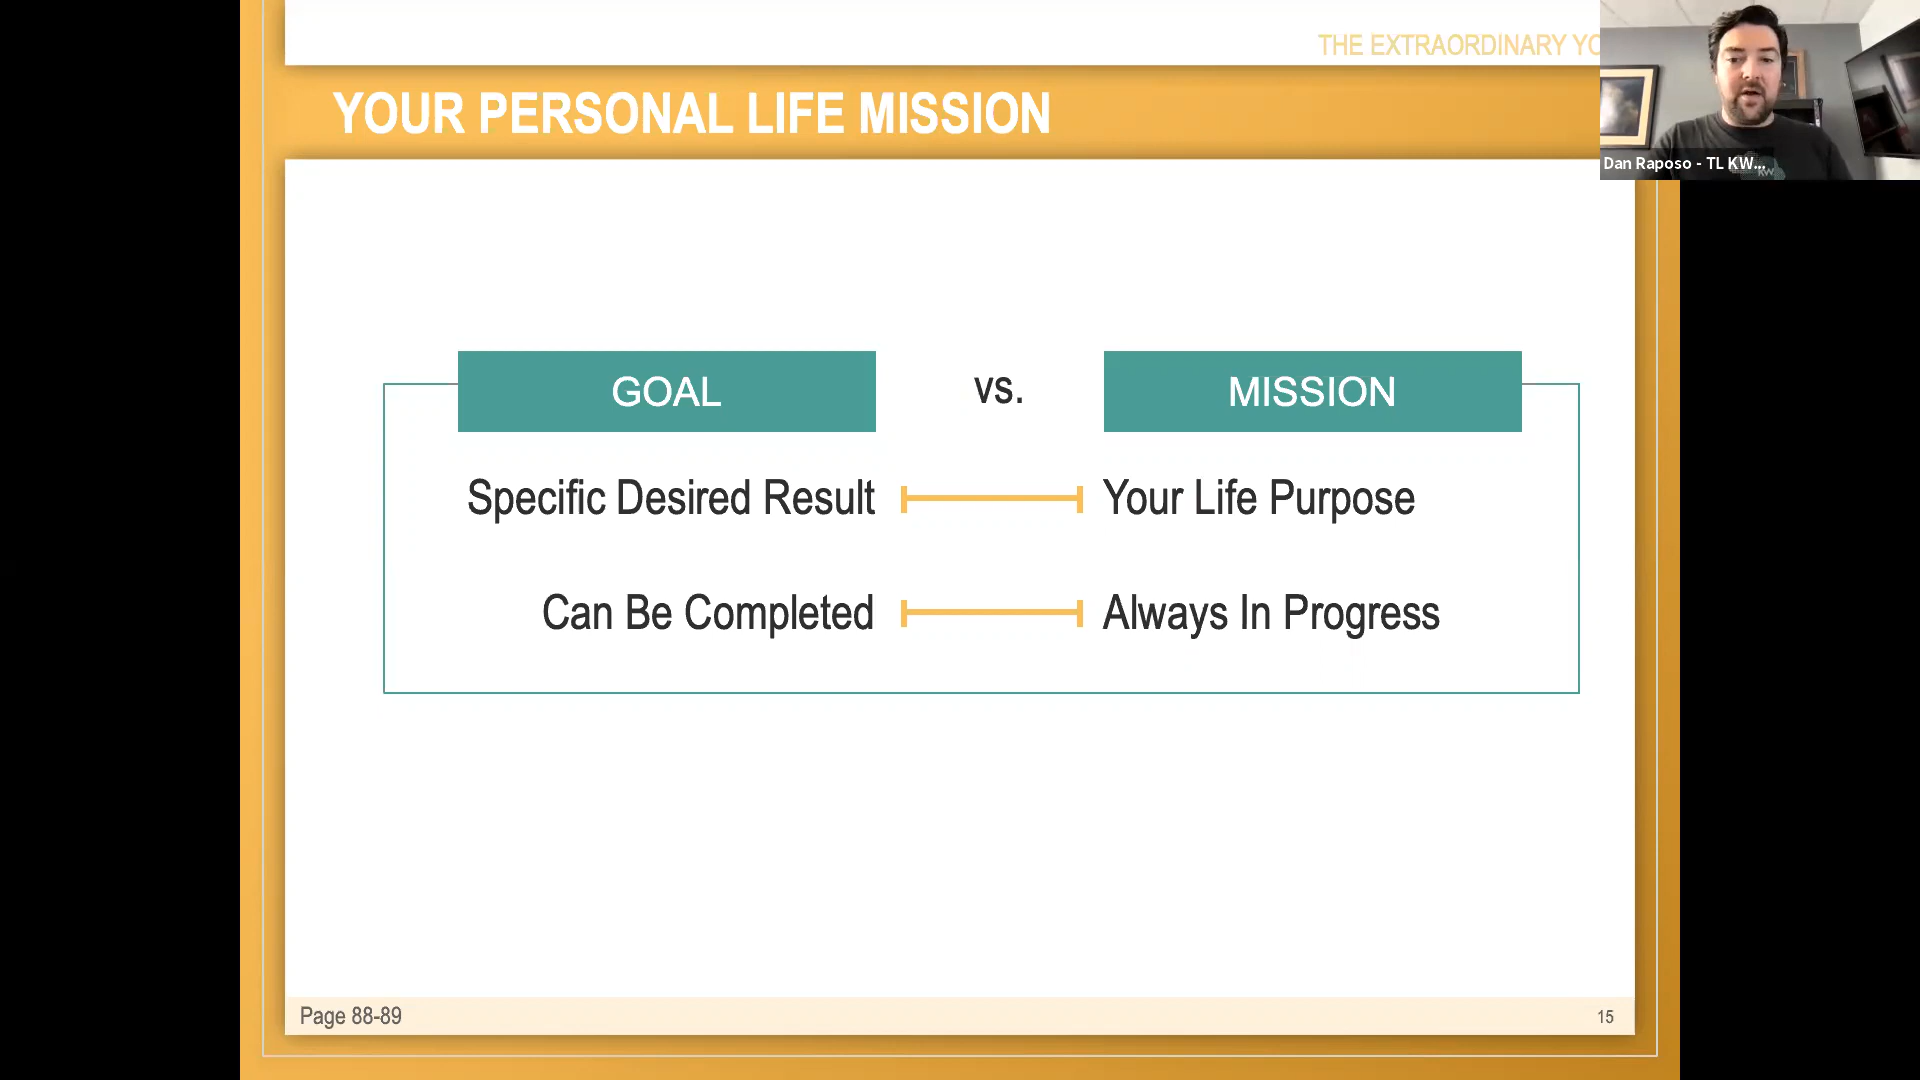 THE EXTRAORDINARY YO
YOUR PERSONAL LIFE MISSION
Dan Raposo - TL KW...
KW
GOAL vs. MISSION
Specific Desired Result Your Life Purpose
Can Be Completed Always In Progress
Page 88-89
15